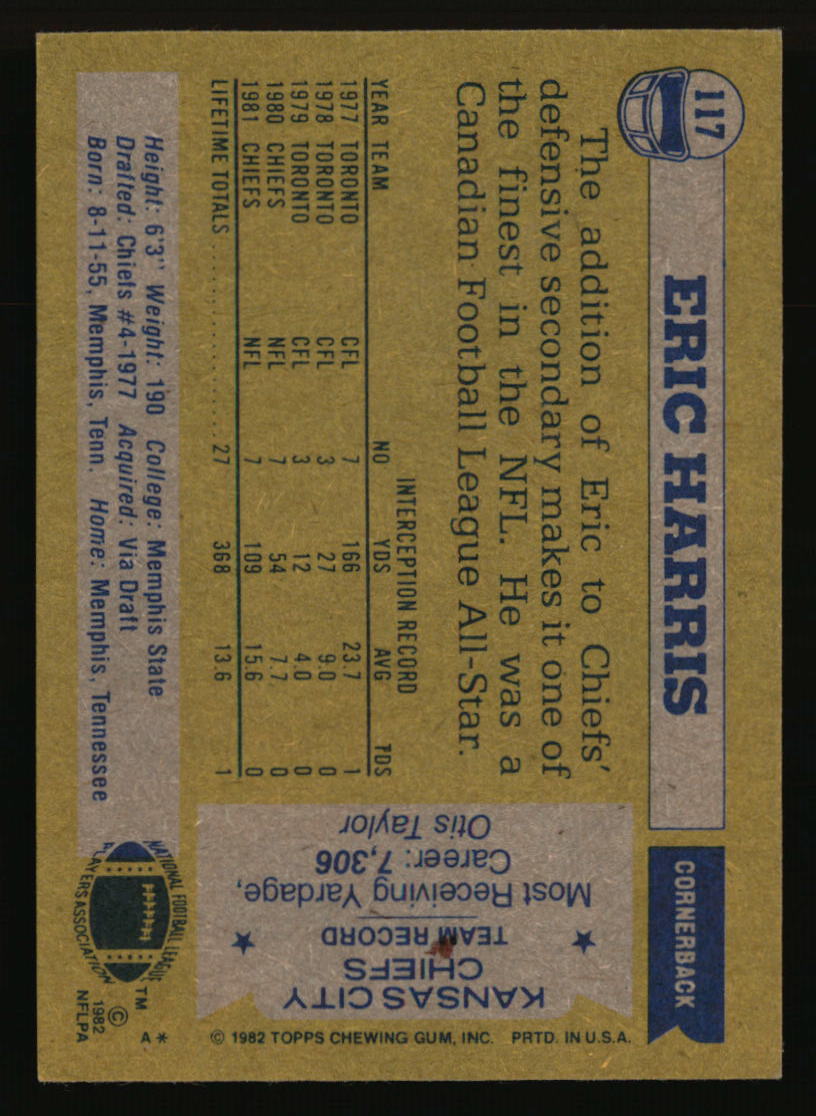 117
ERIC HARRIS
CORNERBACK
The addition of Eric to Chiefs'
defensive secondary makes it one of
the finest in the NFL. He was a
Canadian Football League All-Star.
INTERCEPTION RECORD
YEAR TEAM NO YDS AVG TDS
1977 TORONTO CFL 7 166 23.7 1
1978 TORONTO CFL 3 27 9.0 0
1979 TORONTO CFL 3 12 4.0 0
1980 CHIEFS NFL 7 54 7.7 0
1981 CHIEFS NFL 7 109 15.6 0
LIFETIME TOTALS .................... 27 368 13.6 1
Height: 6'3" Weight: 190 College: Memphis State
Drafted: Chiefs #4-1977 Acquired: Via Draft
Born: 8-11-55, Memphis, Tenn. Home: Memphis, Tennessee
KANSAS CITY
CHIEFS
TEAM RECORD
Most Receiving Yardage,
Career: 7,306
Otis Taylor
NATIONAL FOOTBALL LEAGUE
PLAYERS ASSOCIATION
TM
© 1982
NFLPA
A*
© 1982 TOPPS CHEWING GUM, INC. PRTD. IN U.S.A.